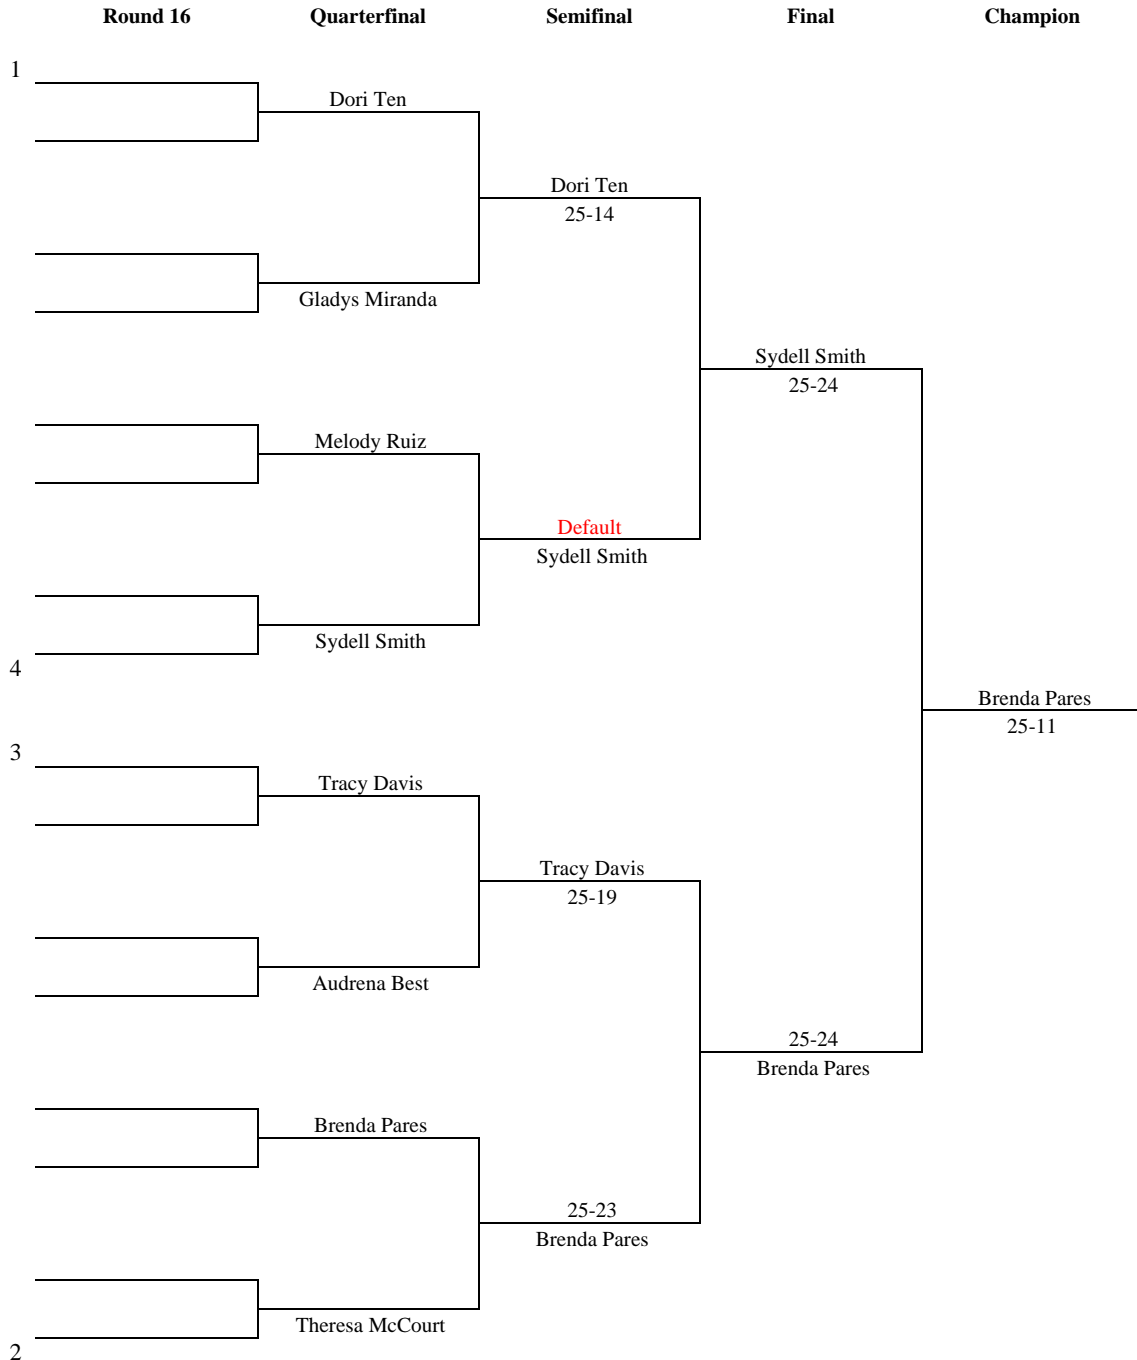 Round 16 Quarterfinal Semifinal Final Champion
1
Dori Ten
Dori Ten
25-14
Gladys Miranda
Sydell Smith
25-24
Melody Ruiz
Default
Sydell Smith
Sydell Smith
4
Brenda Pares
25-11
3
Tracy Davis
Tracy Davis
25-19
Audrena Best
25-24
Brenda Pares
Brenda Pares
25-23
Brenda Pares
Theresa McCourt
2